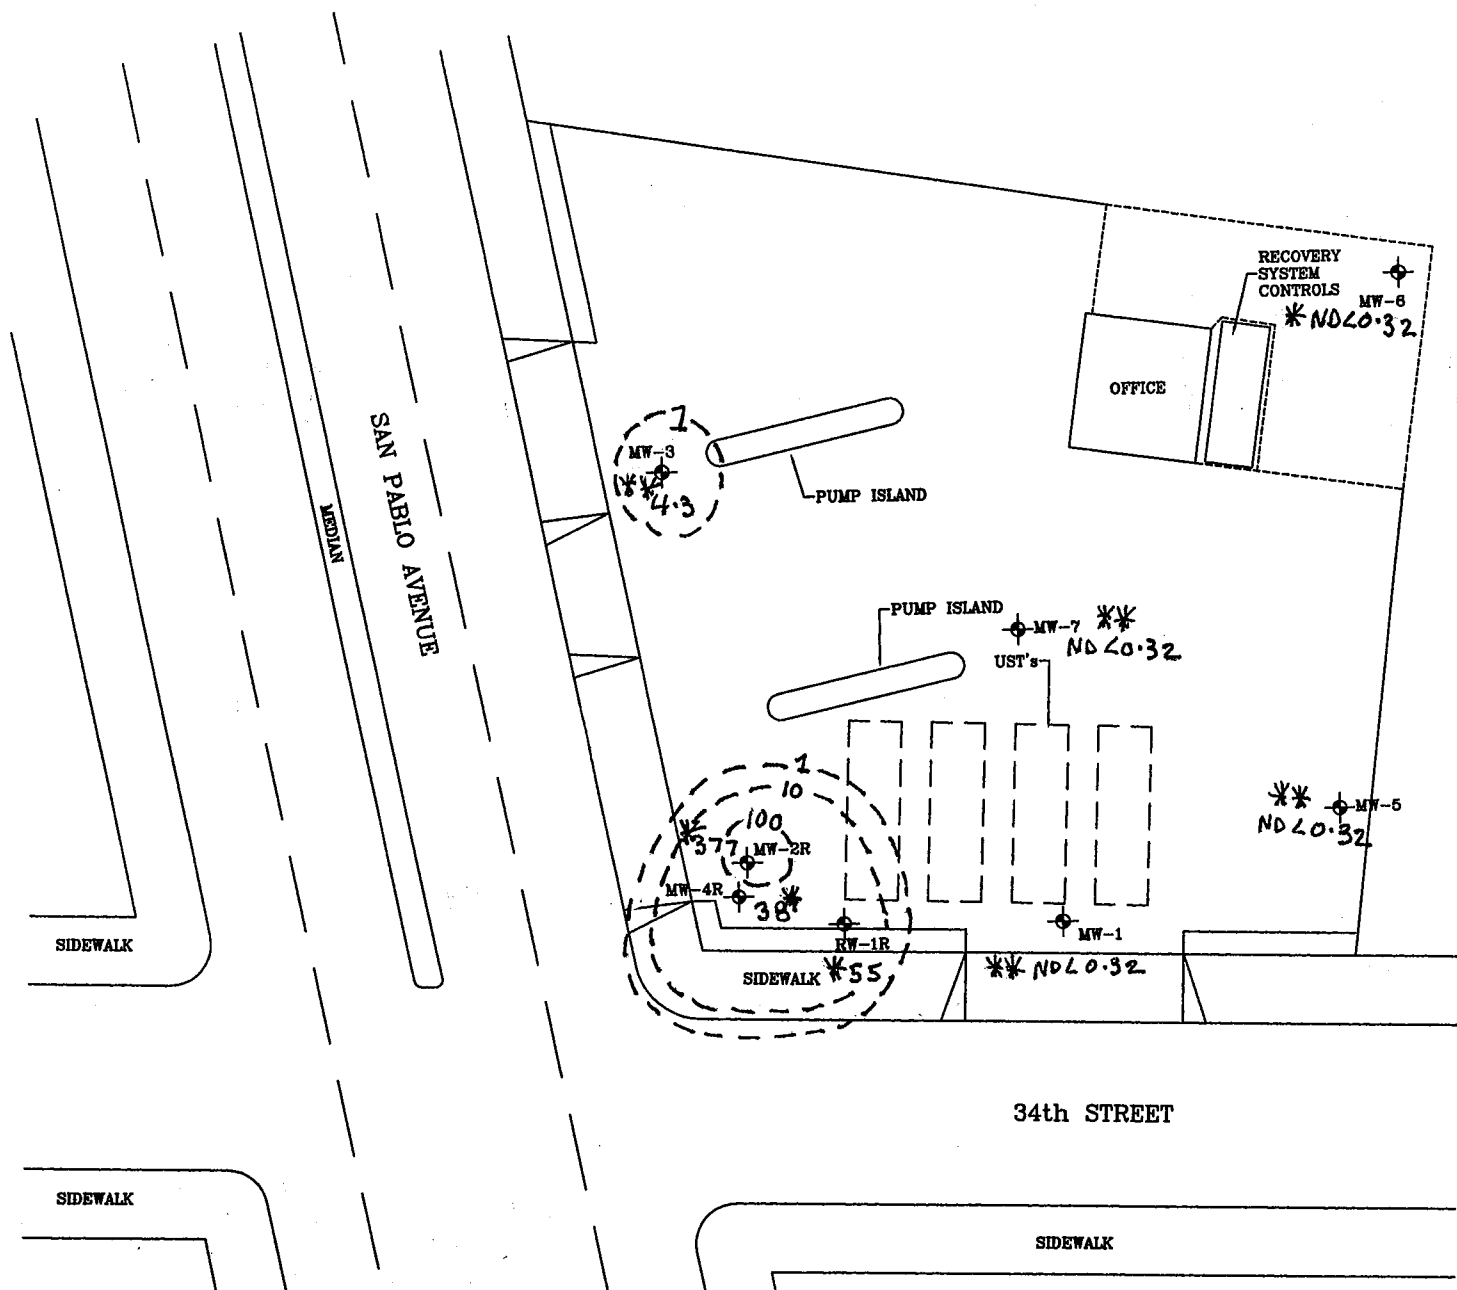 RECOVERY
SYSTEM
CONTROLS
MW-6
* ND<0.32
OFFICE
1
MW-3
**4.3
PUMP ISLAND
SAN PABLO AVENUE
MEDIAN
PUMP ISLAND
MW-7 **
ND<0.32
UST's
1
10
100
*377
MW-2R
MW-4R
38*
RW-1R
*55
** 
MW-5
ND<0.32
MW-1
** ND<0.32
SIDEWALK
SIDEWALK
34th STREET
SIDEWALK
SIDEWALK